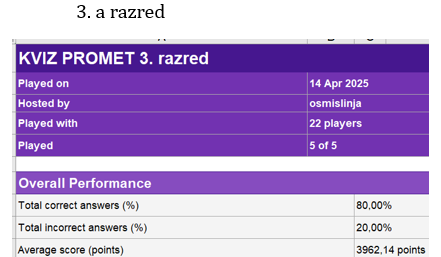 3. a razred
KVIZ PROMET 3. razred
Played on 14 Apr 2025
Hosted by osmislinja
Played with 22 players
Played 5 of 5
Overall Performance
Total correct answers (%) 80,00%
Total incorrect answers (%) 20,00%
Average score (points) 3962,14 points